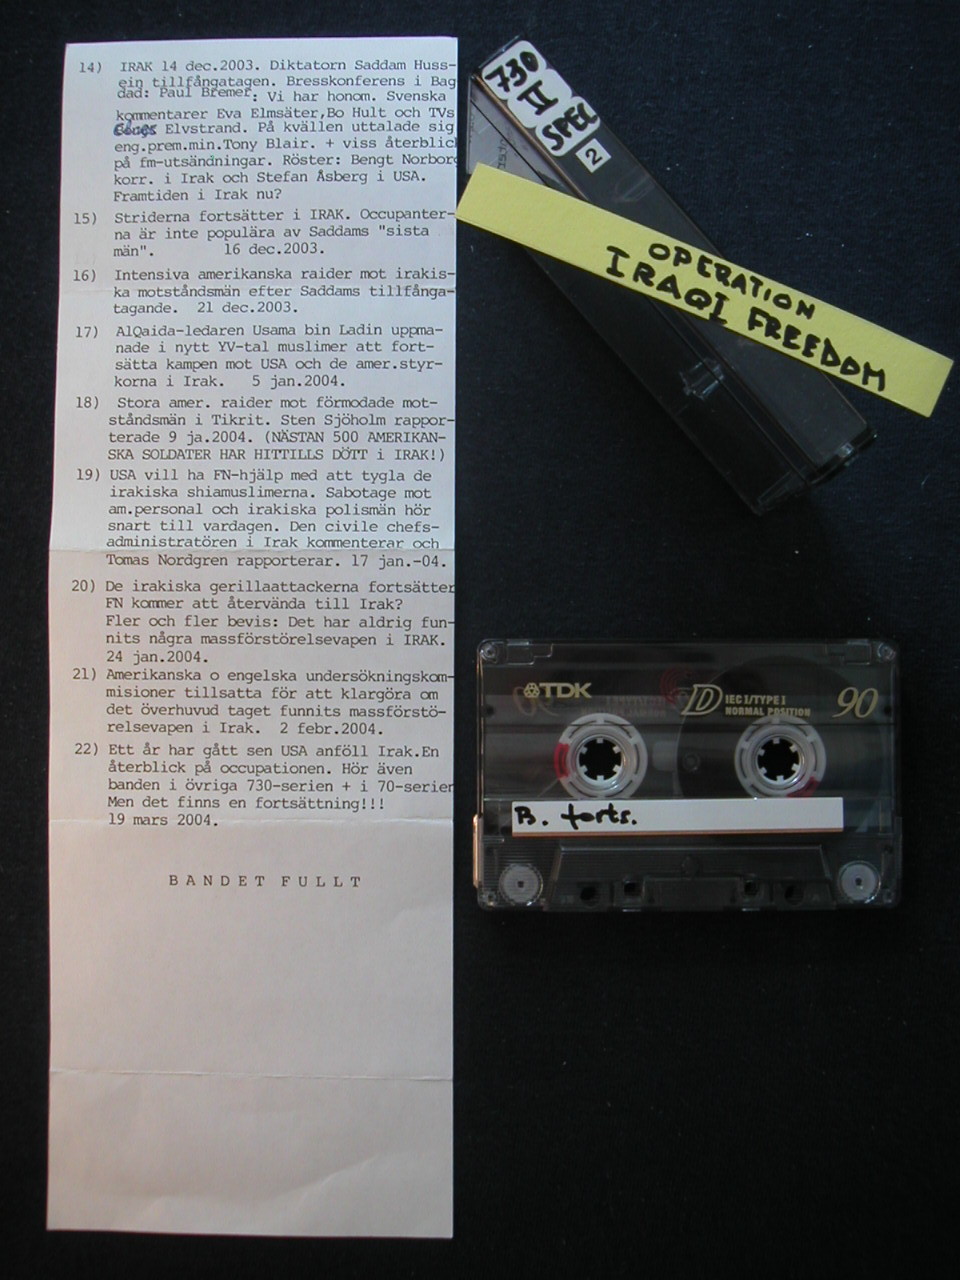 14) IRAK 14 dec.2003. Diktatorn Saddam Huss-
ein tillfångatagen. Bresskonferens i Bag
dad: Paul Bremer: Vi har honom. Svenska
kommentarer Eva Elmsäter,Bo Hult och TVs
Elvstrand. På kvällen uttalade sig
eng.prem.min.Tony Blair. + viss återblick
på fm-utsändningar. Röster: Bengt Norborg
korr. i Irak och Stefan Åsberg i USA.
Framtiden i Irak nu?
15) Striderna fortsätter i IRAK. Occupanter-
na är inte populära av Saddams "sista
män". 16 dec.2003.
16) Intensiva amerikanska raider mot irakis-
ka motståndsmän efter Saddams tillfånga-
tagande. 21 dec.2003.
17) AlQaida-ledaren Usama bin Ladin uppma-
nade i nytt YV-tal muslimer att fort-
sätta kampen mot USA och de amer.styr-
korna i Irak. 5 jan.2004.
18) Stora amer. raider mot förmodade mot-
ståndsmän i Tikrit. Sten Sjöholm rappor-
terade 9 ja.2004. (NÄSTAN 500 AMERIKAN-
SKA SOLDATER HAR HITTILLS DÖTT i IRAK!)
19) USA vill ha FN-hjälp med att tygla de
irakiska shiamuslimerna. Sabotage mot
am.personal och irakiska polismän hör
snart till vardagen. Den civile chefs-
administratören i Irak kommenterar och
Tomas Nordgren rapporterar. 17 jan.-04.
20) De irakiska gerillaattackerna fortsätter
FN kommer att återvända till Irak?
Fler och fler bevis: Det har aldrig fun-
nits några massförstörelsevapen i IRAK.
24 jan.2004.
21) Amerikanska o engelska undersökningskom-
misioner tillsatta för att klargöra om
det överhuvud taget funnits massförstö-
relsevapen i Irak. 2 febr.2004.
22) Ett år har gått sen USA anföll Irak.En
återblick på occupationen. Hör även
banden i övriga 730-serien + i 70-serien
Men det finns en fortsättning!!!
19 mars 2004.
BANDET FULLT
730
H
SPEC
2
OPERATION
IRAQI FREEDOM
TDK D IEC I/TYPE I
NORMAL POSITION 90
B. forts.